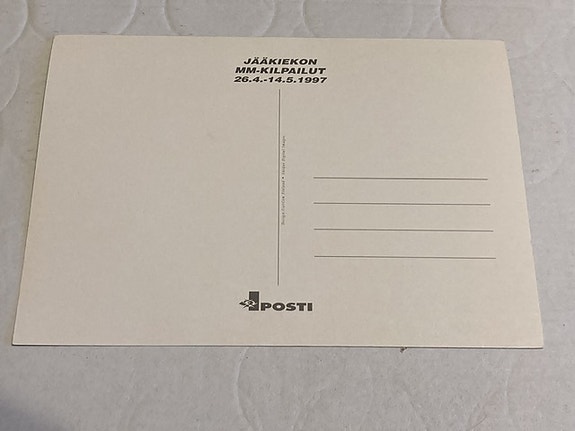 JÄÄKIEKON
MM-KILPAILUT
26.4.-14.5.1997
POSTI